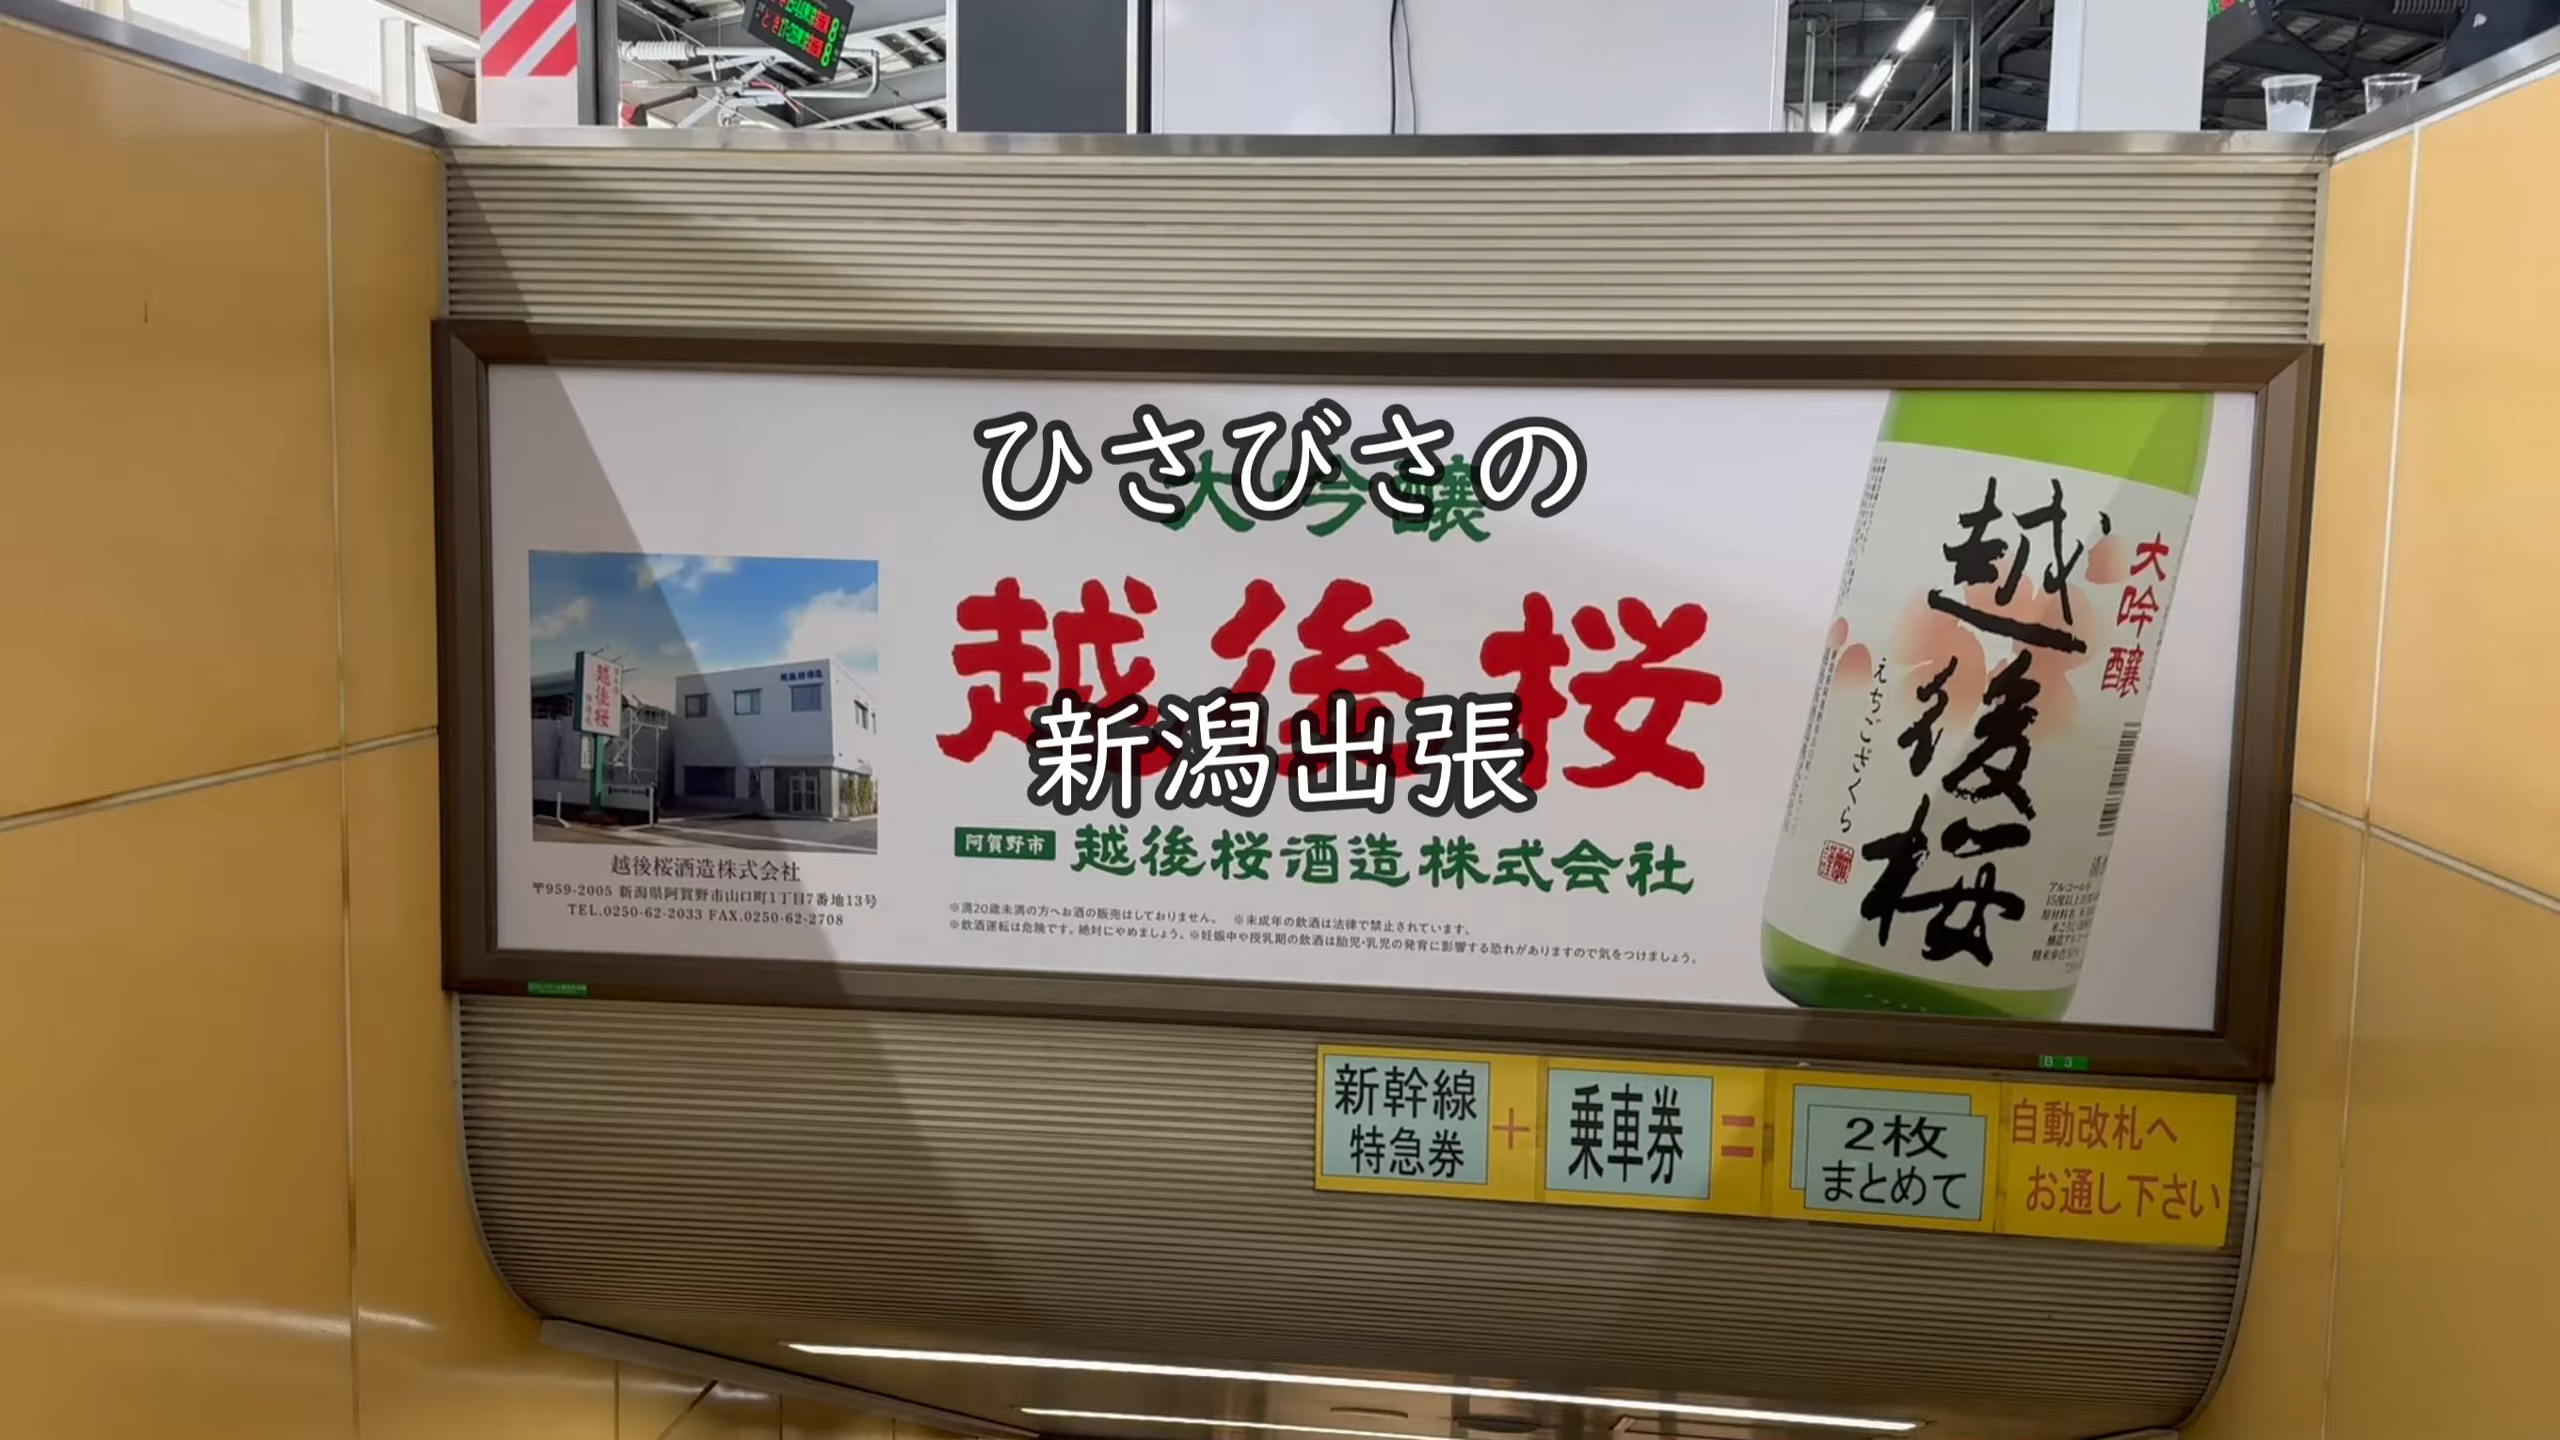 ひさびさの
新潟出張
大吟醸
越後桜
阿賀野市 越後桜酒造株式会社
※満20歳未満の方へお酒の販売はしておりません。 ※未成年の飲酒は法律で禁止されています。
※飲酒運転は危険です。絶対にやめましょう。※妊娠中や授乳期の飲酒は胎児・乳児の発育に影響する恐れがありますので気をつけましょう。
越後桜
越後桜酒造株式会社
〒959-2005 新潟県阿賀野市山口町1丁目7番地13号
TEL.0250-62-2033 FAX.0250-62-2708
大吟醸
越後桜
えちござくら
B 3
新幹線
特急券
+
乗車券
=
2枚
まとめて
自動改札へ
お通し下さい